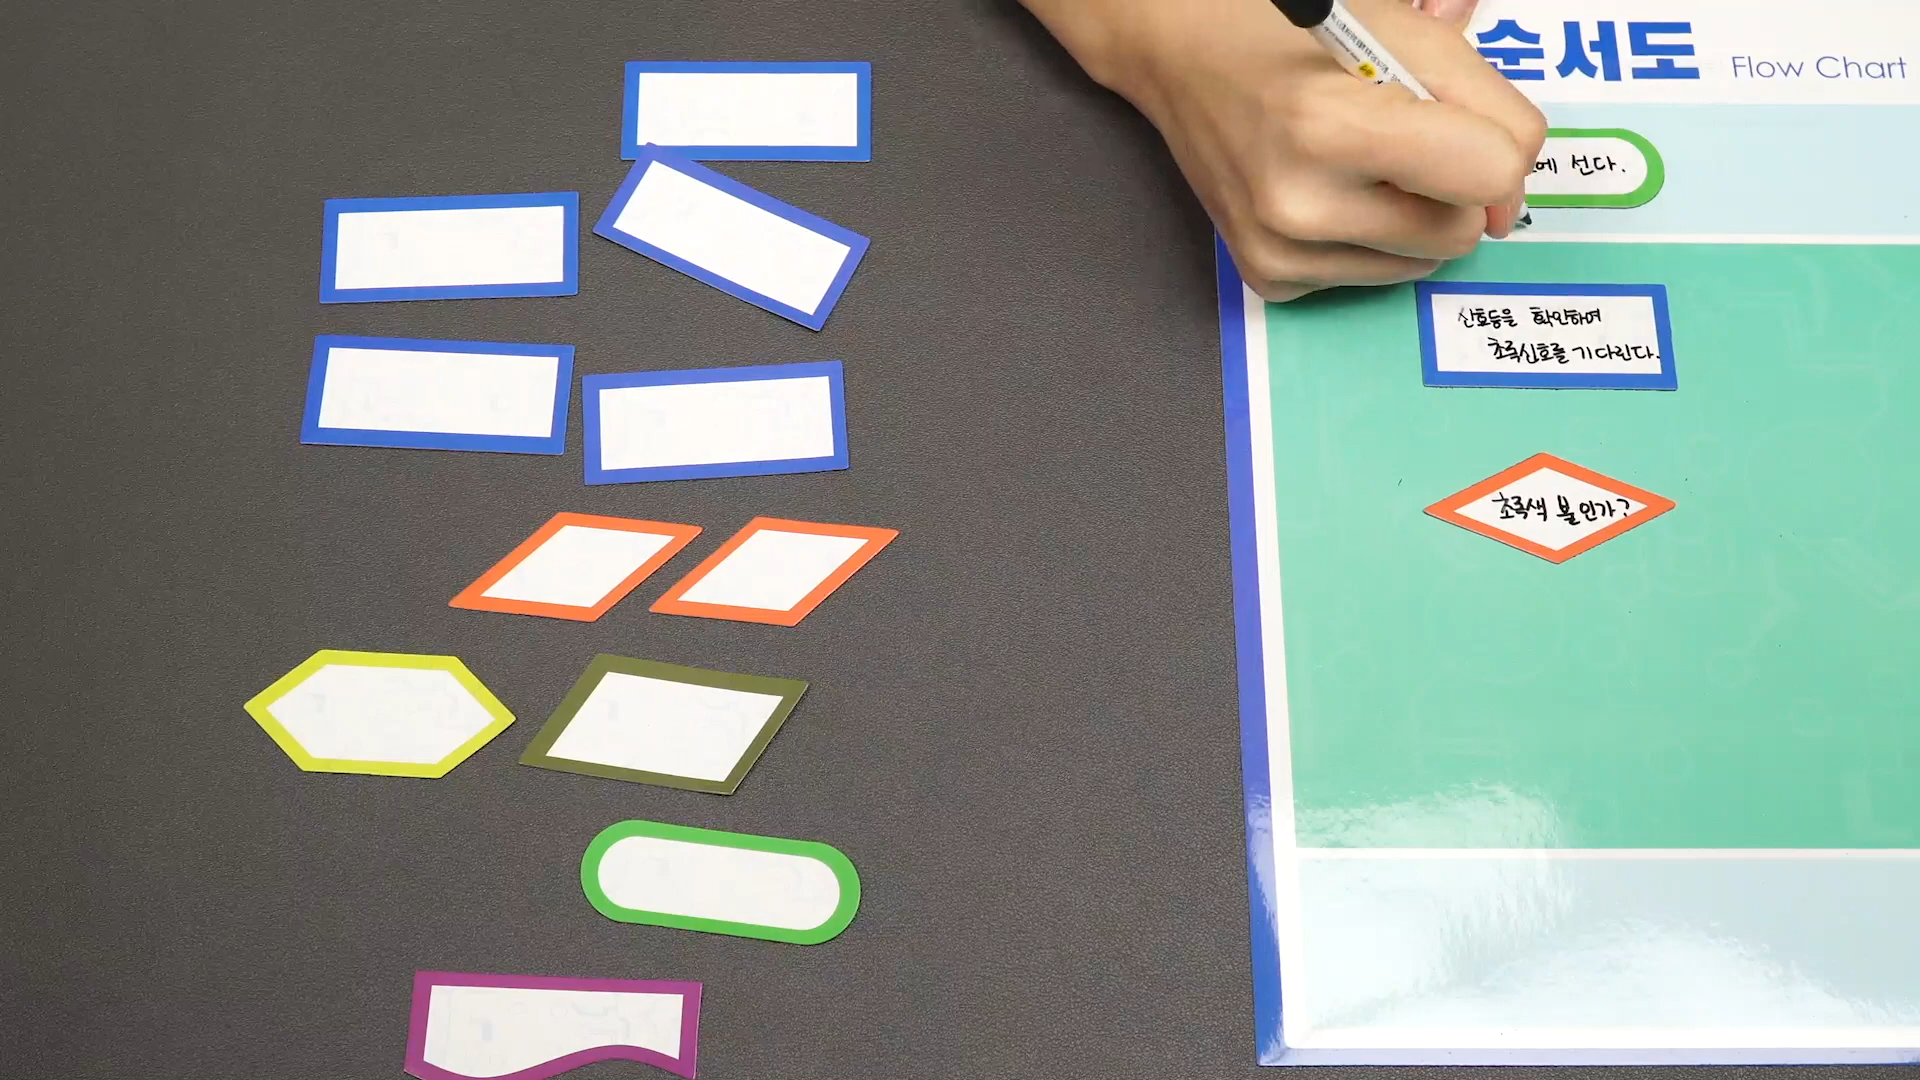 순서도 Flow Chart
에 선다.
신호등을 확인하여
초록신호를 기다린다.
초록색 불인가?